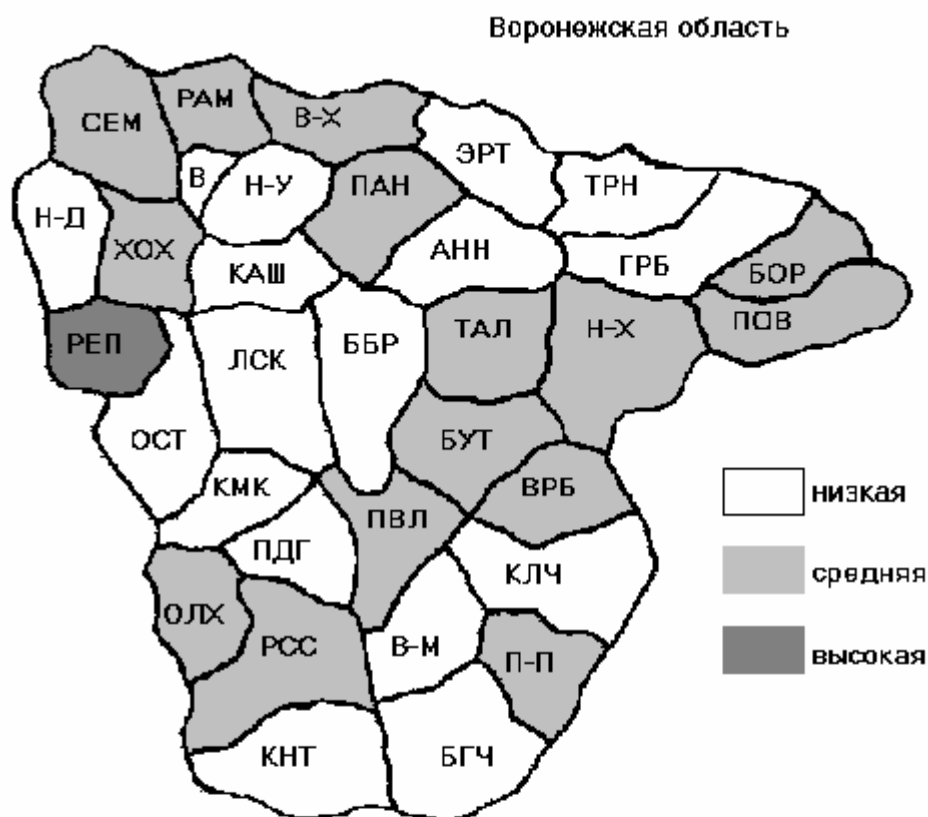 Воронежская область
СЕМ
РАМ
В-Х
ЭРТ
ТРН
Н-Д
В
Н-У
ПАН
ХОХ
КАШ
АНН
ГРБ
БОР
РЕП
ЛСК
ББР
ТАЛ
Н-Х
ПОВ
ОСТ
БУТ
КМК
ПВЛ
ВРБ
низкая
ПДГ
КЛЧ
средняя
ОЛХ
РСС
В-М
П-П
высокая
КНТ
БГЧ